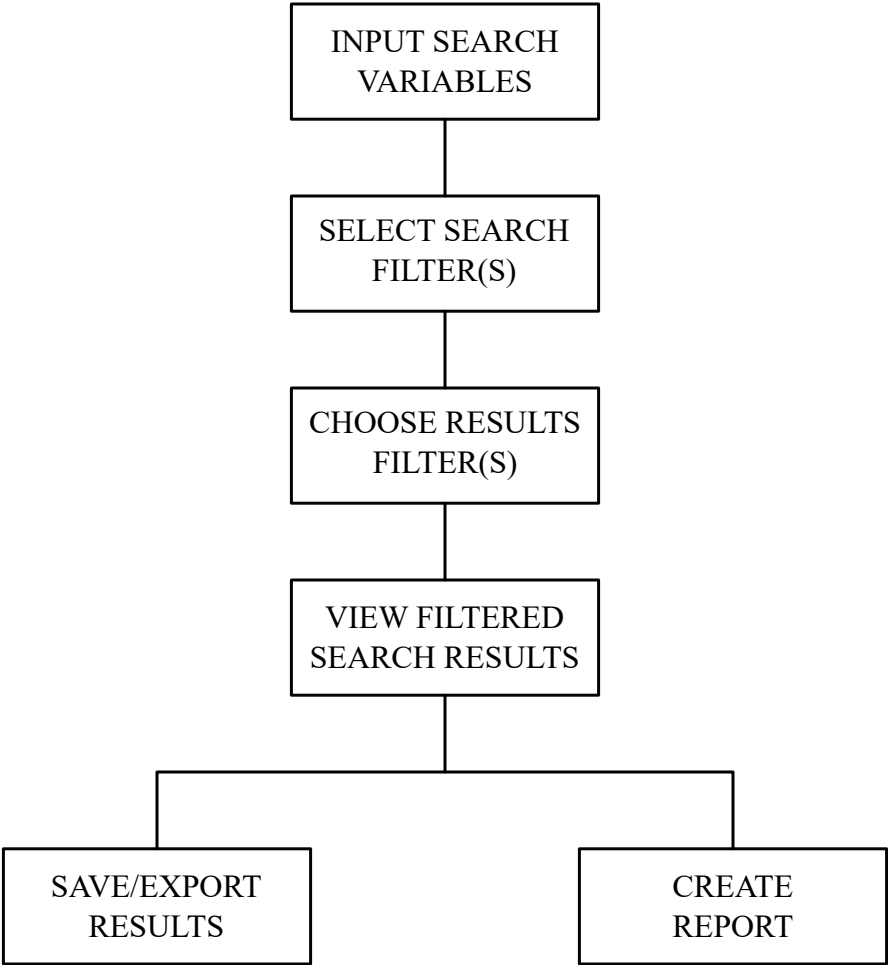 INPUT SEARCH
VARIABLES
SELECT SEARCH
FILTER(S)
CHOOSE RESULTS
FILTER(S)
VIEW FILTERED
SEARCH RESULTS
SAVE/EXPORT
RESULTS
CREATE
REPORT